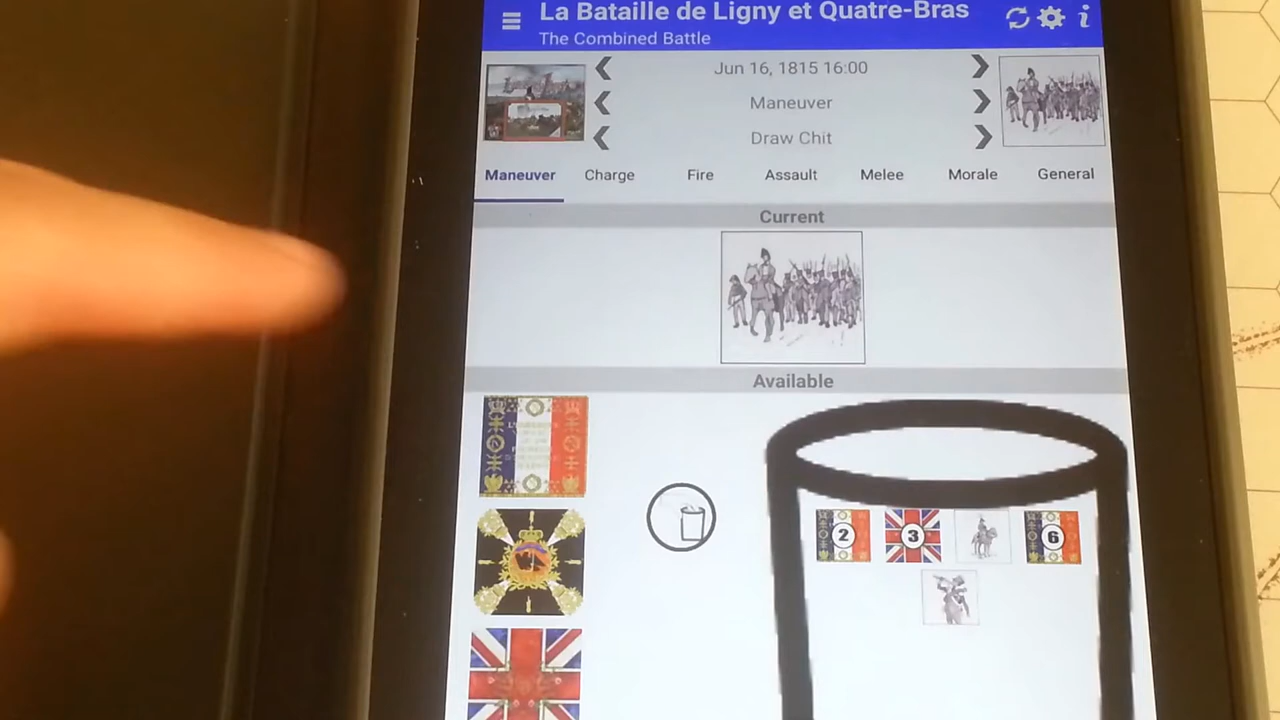 La Bataille de Ligny et Quatre-Bras
The Combined Battle
Jun 16, 1815 16:00
Maneuver
Draw Chit
Maneuver Charge Fire Assault Melee Morale General
Current
Available
2 3 6